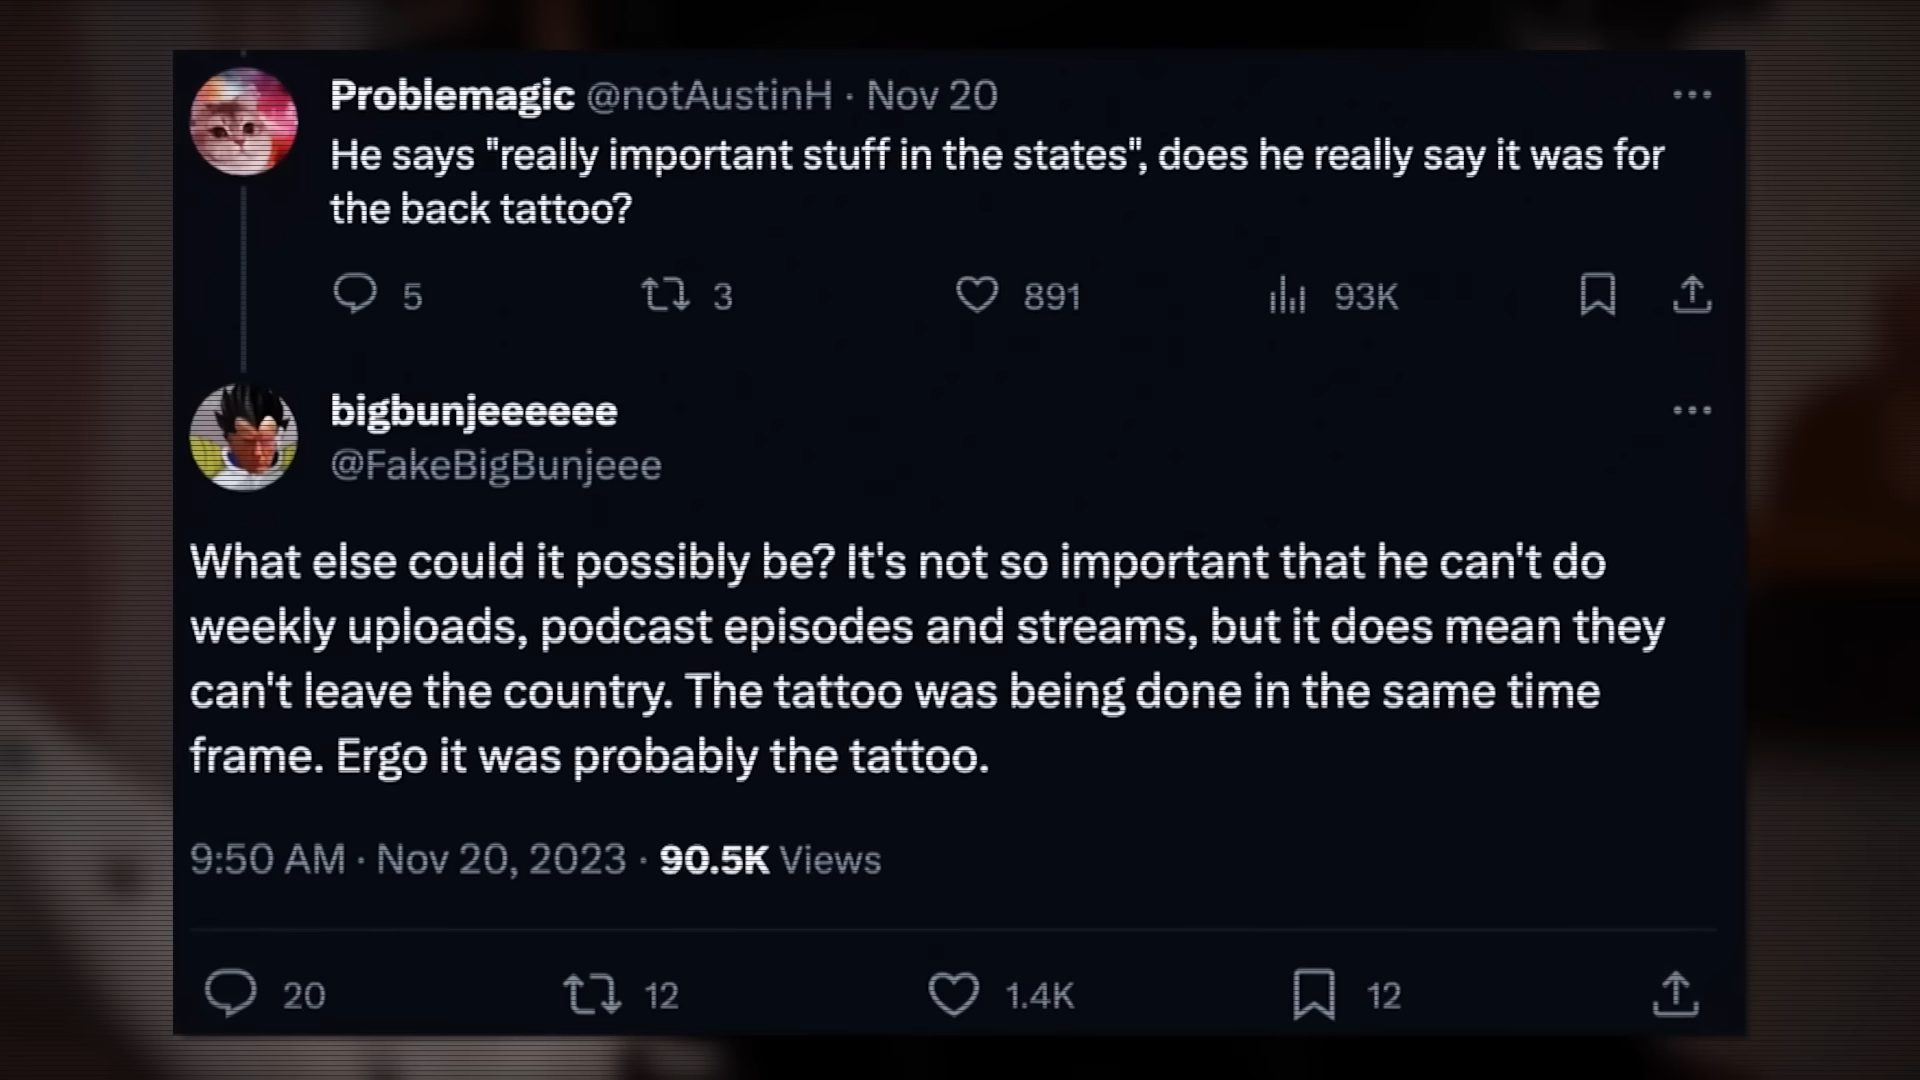 Problemagic @notAustinH · Nov 20
He says "really important stuff in the states", does he really say it was for
the back tattoo?
5 3 891 93K
bigbunjeeeeee
@FakeBigBunjeee
What else could it possibly be? It's not so important that he can't do
weekly uploads, podcast episodes and streams, but it does mean they
can't leave the country. The tattoo was being done in the same time
frame. Ergo it was probably the tattoo.
9:50 AM · Nov 20, 2023 · 90.5K Views
20 12 1.4K 12